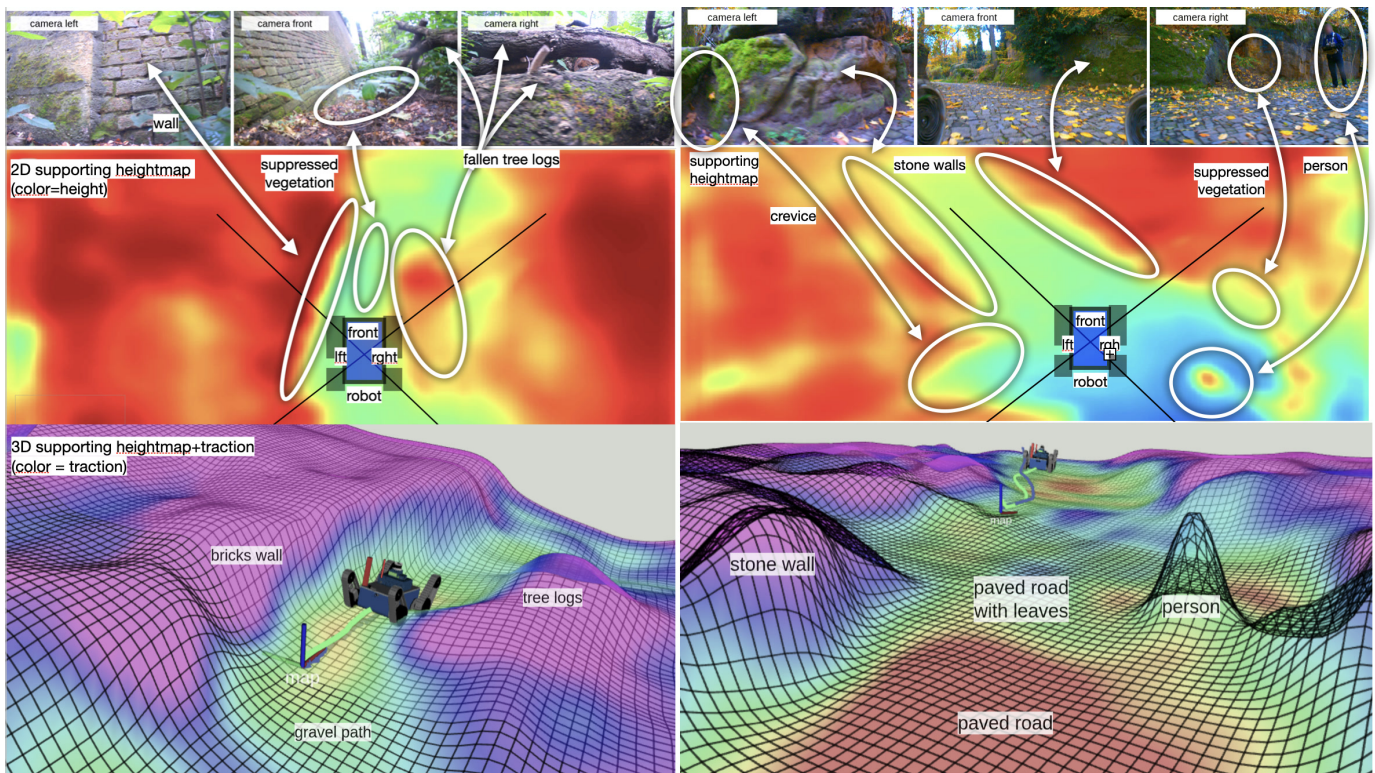 camera left
camera front
camera right
wall
suppressed
vegetation
fallen tree logs
2D supporting heightmap
(color=height)
front
lft
rght
robot
3D supporting heightmap+traction
(color = traction)
bricks wall
tree logs
map
gravel path
camera left
camera front
camera right
supporting
heightmap
stone walls
crevice
suppressed
vegetation
person
front
lft
rgh
robot
map
stone wall
paved road
with leaves
person
paved road